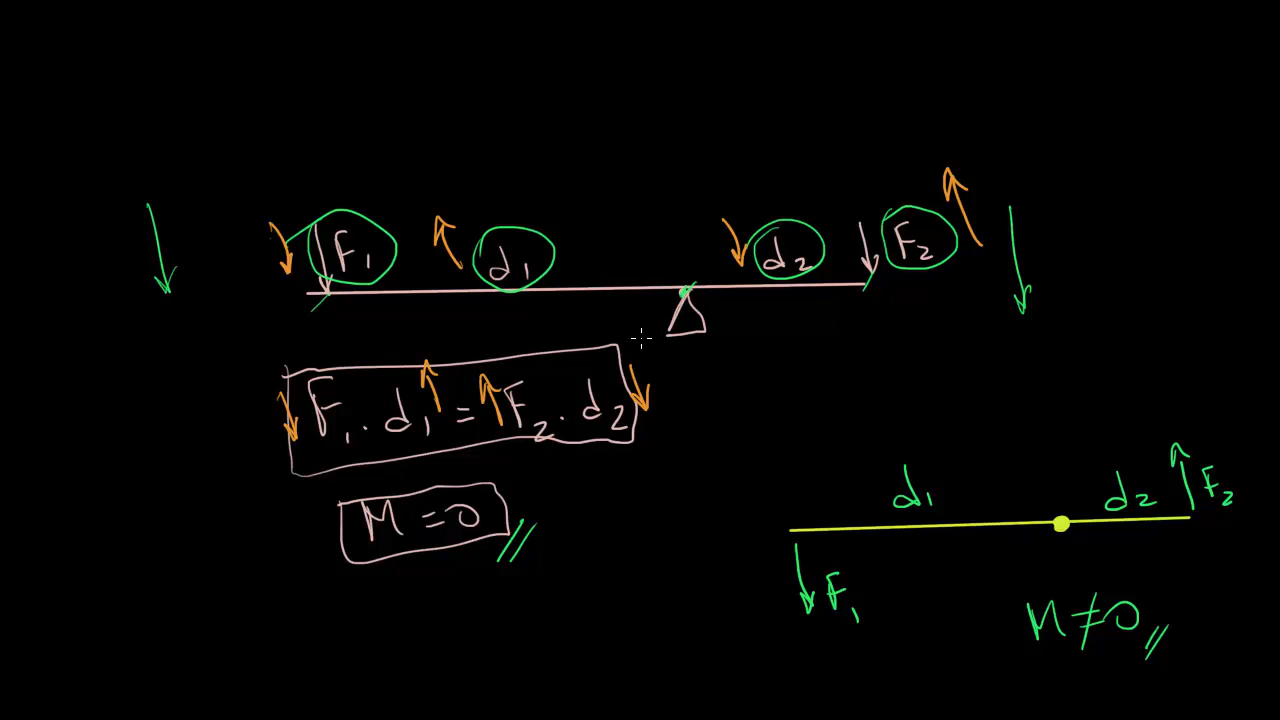 F₁ d₁ d₂ F₂
F₁ . d₁ = F₂ . d₂
M = 0
d₁ d₂ F₂
F₁
M ≠ 0